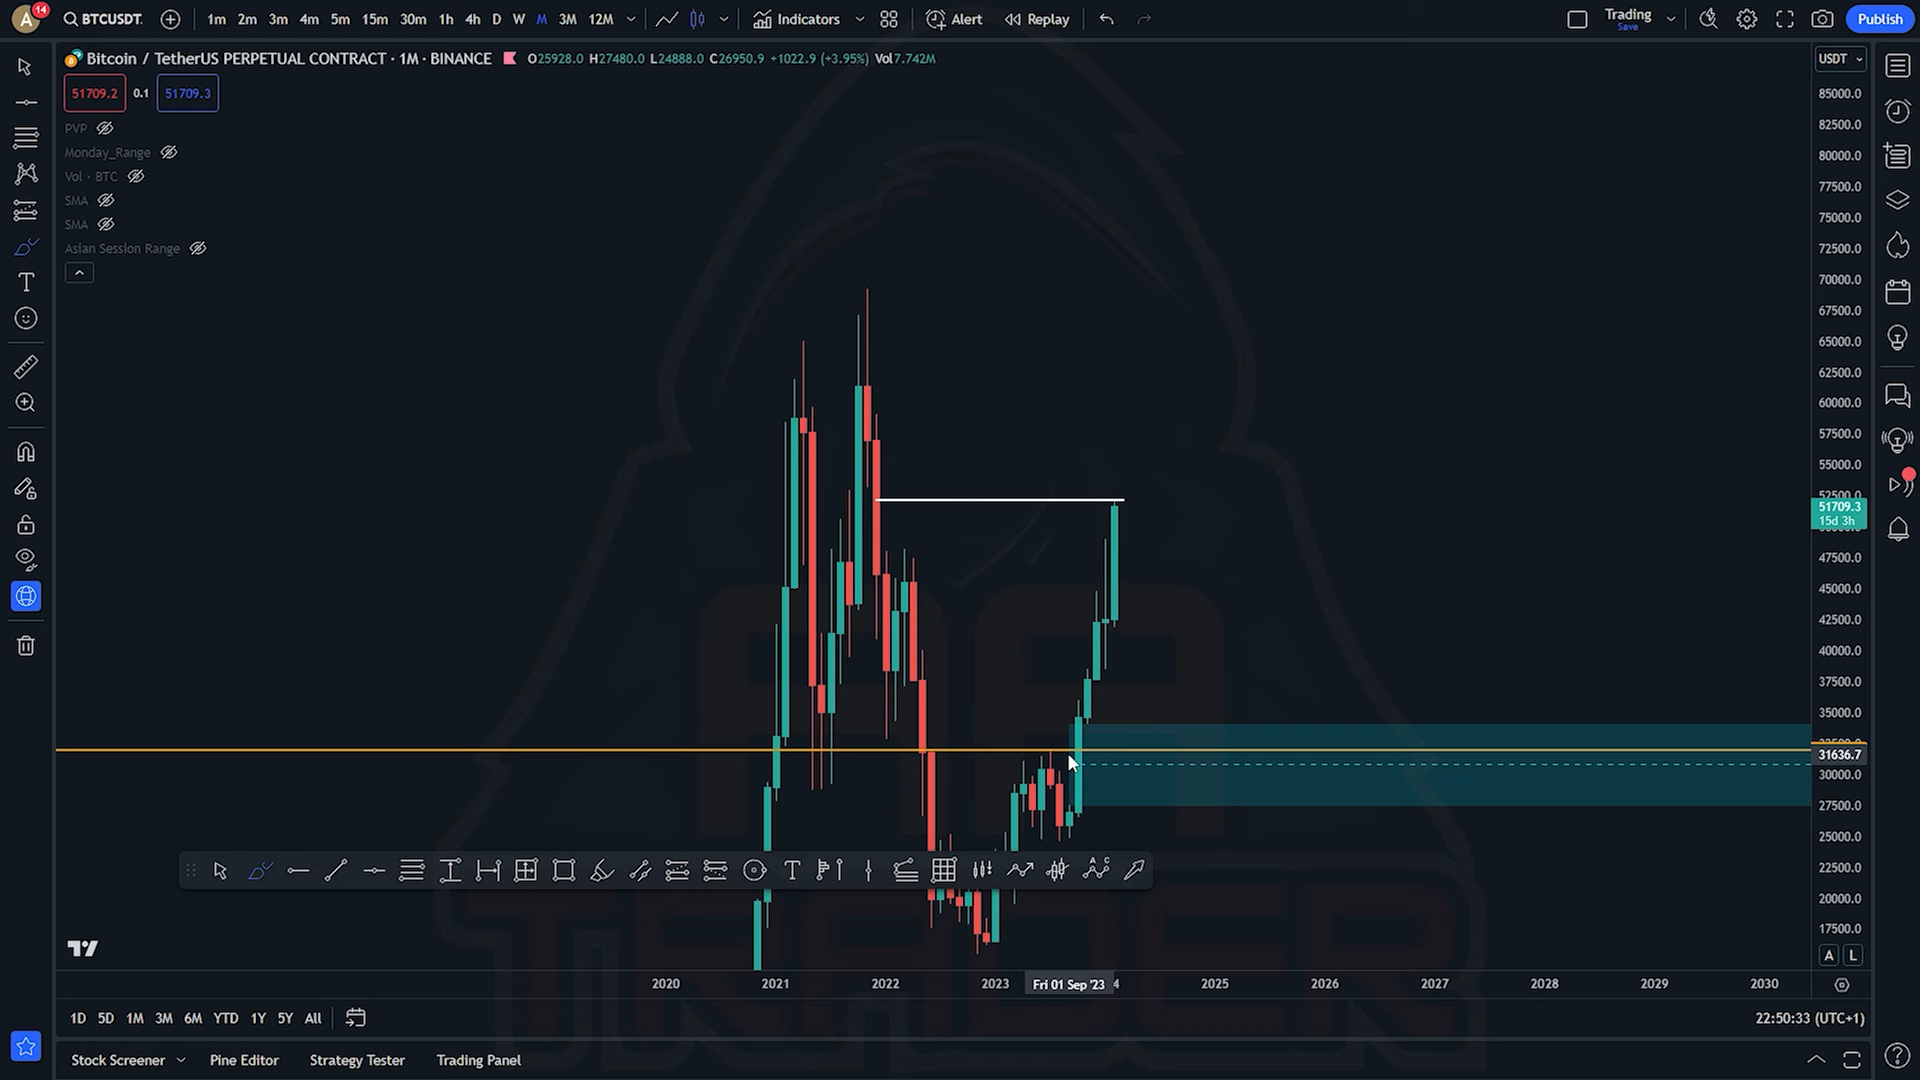 A 14 BTCUSDT. 1m 2m 3m 4m 5m 15m 30m 1h 4h D W M 3M 12M Indicators Alert Replay Trading Save Publish
Bitcoin / TetherUS PERPETUAL CONTRACT · 1M · BINANCE O25928.0 H27480.0 L24888.0 C26950.9 +1022.9 (+3.95%) Vol7.742M USDT
51709.2 0.1 51709.3
PVP
Monday_Range
Vol · BTC
SMA
SMA
Asian Session Range
T
85000.0
82500.0
80000.0
77500.0
75000.0
72500.0
70000.0
67500.0
65000.0
62500.0
60000.0
57500.0
55000.0
52500.0
51709.3
15d 3h
47500.0
45000.0
42500.0
40000.0
37500.0
35000.0
31636.7
30000.0
27500.0
25000.0
22500.0
20000.0
17500.0
T A C
AA
TRADER
A L
2020 2021 2022 2023 Fri 01 Sep '23 4 2025 2026 2027 2028 2029 2030
1D 5D 1M 3M 6M YTD 1Y 5Y All 22:50:33 (UTC+1)
Stock Screener Pine Editor Strategy Tester Trading Panel